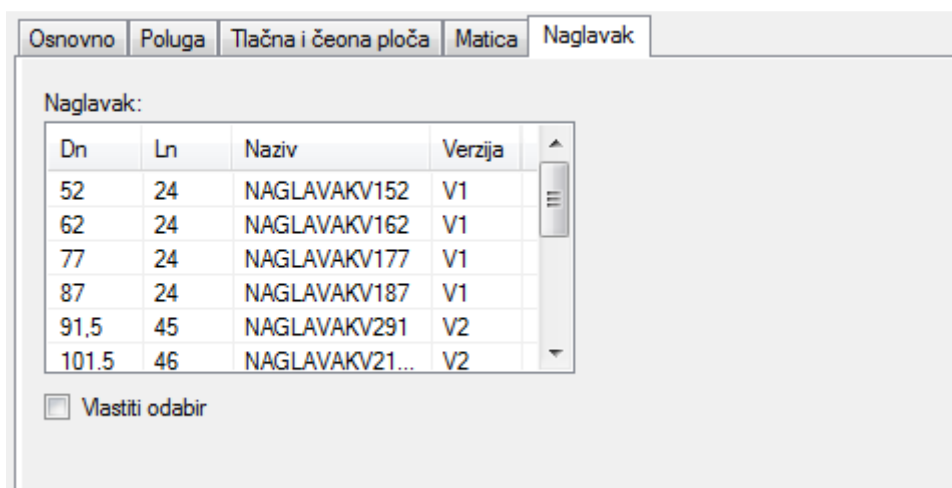 Osnovno Poluga Tlačna i čeona ploča Matica Naglavak
Naglavak:
Dn Ln Naziv Verzija
52 24 NAGLAVAKV152 V1
62 24 NAGLAVAKV162 V1
77 24 NAGLAVAKV177 V1
87 24 NAGLAVAKV187 V1
91,5 45 NAGLAVAKV291 V2
101,5 46 NAGLAVAKV21... V2
Vlastiti odabir